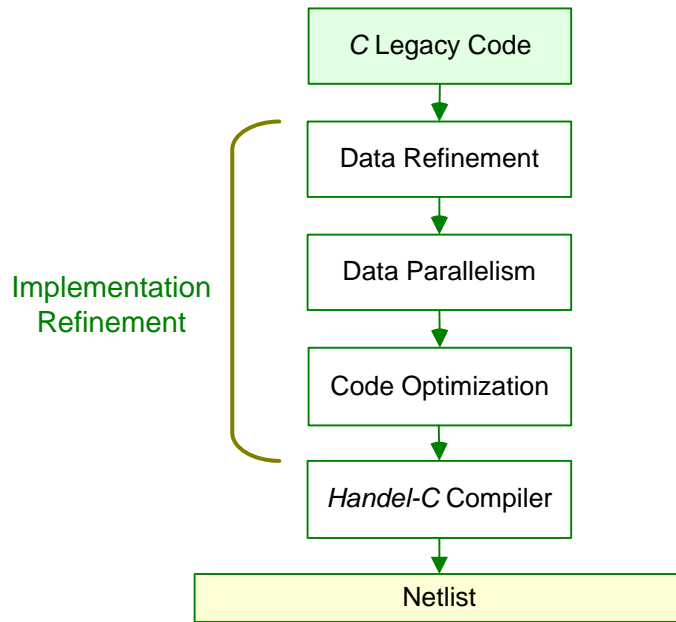 C Legacy Code
Data Refinement
Data Parallelism
Implementation
Refinement
Code Optimization
Handel-C Compiler
Netlist